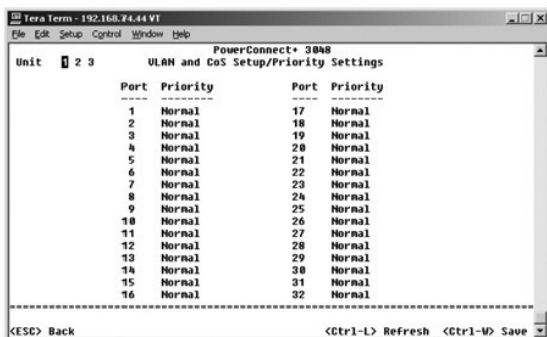 Tera Term - 192.168.74.44 VT
File Edit Setup Control Window Help
PowerConnect+ 3048
Unit 1 2 3 VLAN and CoS Setup/Priority Settings
Port Priority Port Priority
---- -------- ---- --------
1 Normal 17 Normal
2 Normal 18 Normal
3 Normal 19 Normal
4 Normal 20 Normal
5 Normal 21 Normal
6 Normal 22 Normal
7 Normal 23 Normal
8 Normal 24 Normal
9 Normal 25 Normal
10 Normal 26 Normal
11 Normal 27 Normal
12 Normal 28 Normal
13 Normal 29 Normal
14 Normal 30 Normal
15 Normal 31 Normal
16 Normal 32 Normal
<ESC> Back <Ctrl-L> Refresh <Ctrl-W> Save